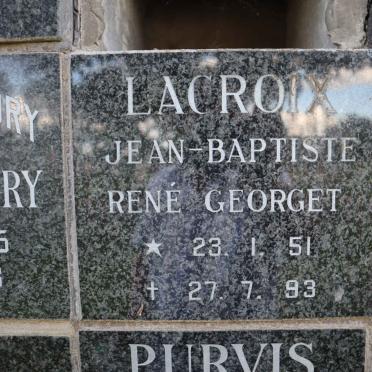 LACROIX
JEAN-BAPTISTE
RENÉ GEORGET
★ 23. 1. 51
† 27. 7. 93
PURVIS